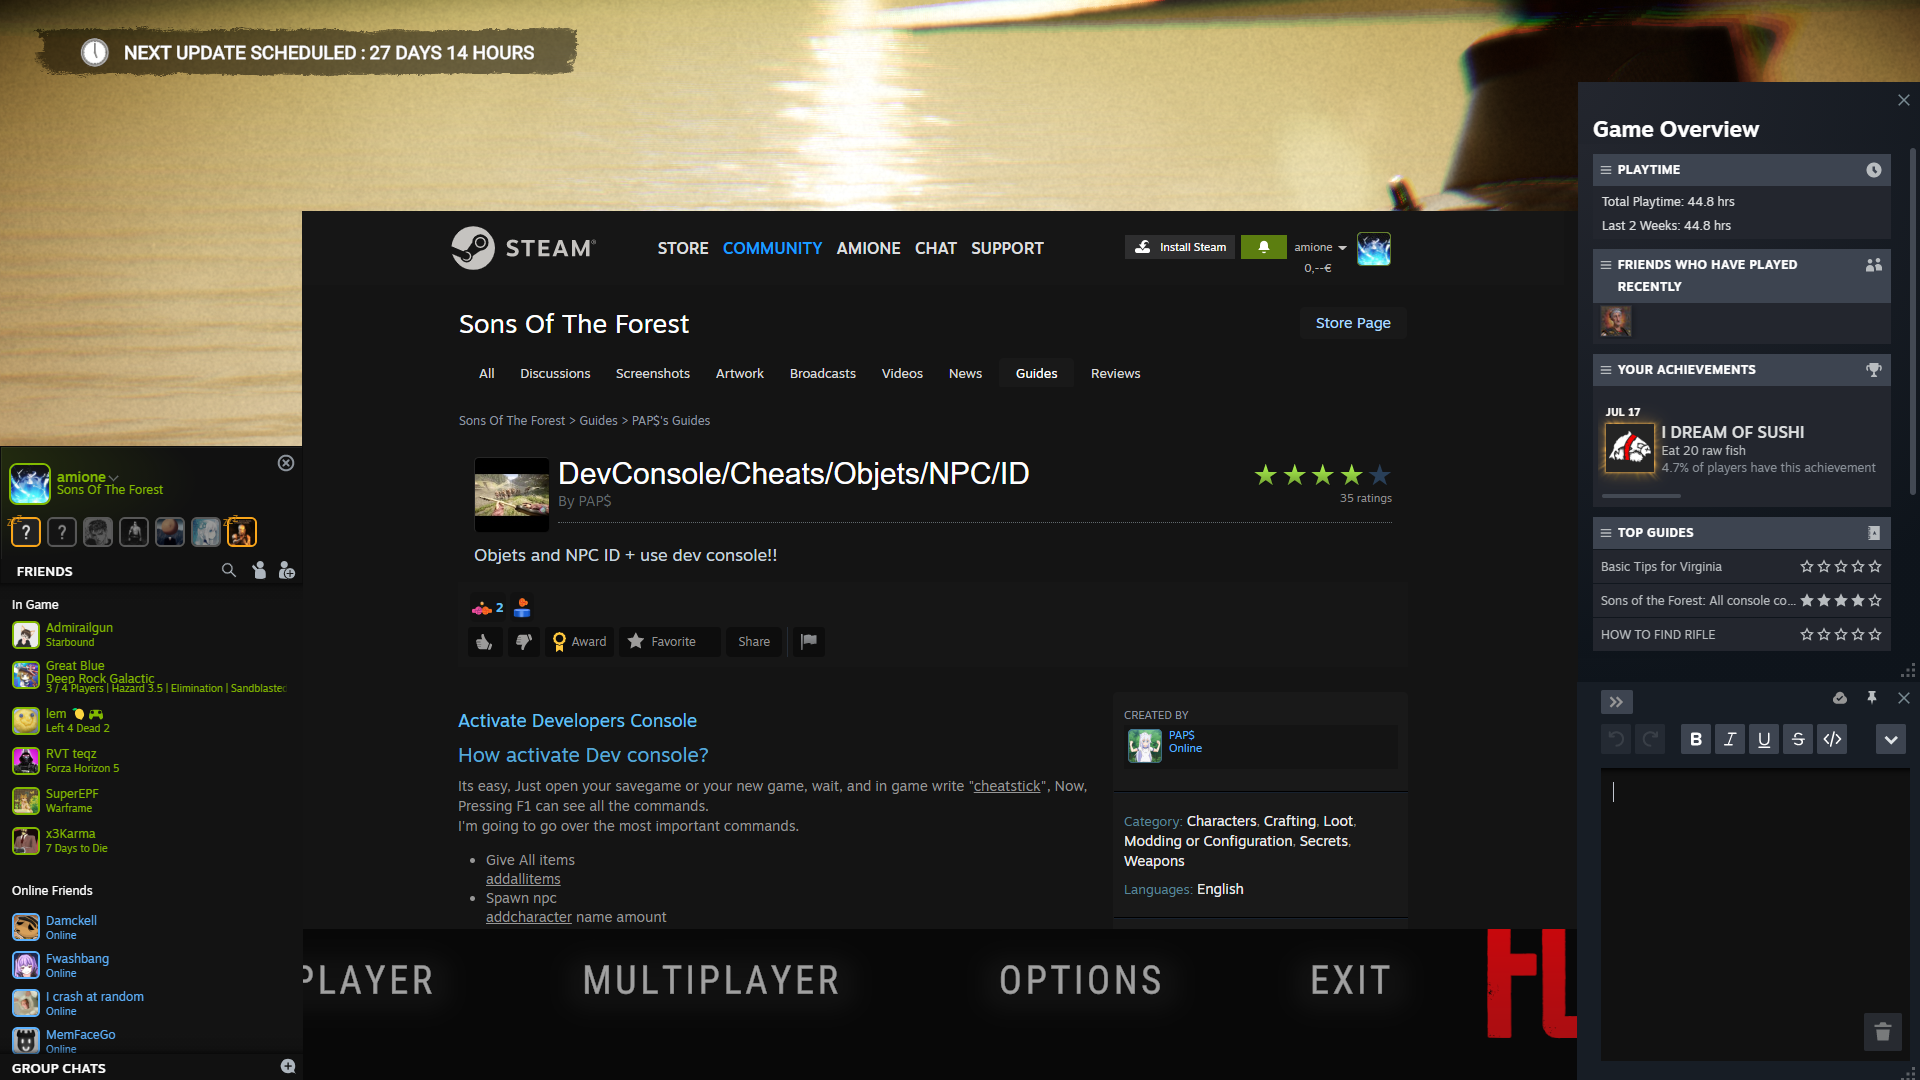 NEXT UPDATE SCHEDULED : 27 DAYS 14 HOURS
STEAM
STORE COMMUNITY AMIONE CHAT SUPPORT
Install Steam
amione
0,--€
Sons Of The Forest
Store Page
All Discussions Screenshots Artwork Broadcasts Videos News Guides Reviews
Sons Of The Forest > Guides > PAP$'s Guides
DevConsole/Cheats/Objets/NPC/ID
By PAP$
35 ratings
Objets and NPC ID + use dev console!!
2
Award
Favorite
Share
Activate Developers Console
How activate Dev console?
Its easy, Just open your savegame or your new game, wait, and in game write "cheatstick", Now,
Pressing F1 can see all the commands.
I'm going to go over the most important commands.
Give All items
addallitems
Spawn npc
addcharacter name amount
CREATED BY
PAP$
Online
Category: Characters, Crafting, Loot,
Modding or Configuration, Secrets,
Weapons
Languages: English
PLAYER MULTIPLAYER OPTIONS EXIT
amione
Sons Of The Forest
? ?
FRIENDS
In Game
Admirailgun
Starbound
Great Blue
Deep Rock Galactic
3 / 4 Players | Hazard 3.5 | Elimination | Sandblasted
lem
Left 4 Dead 2
RVT teqz
Forza Horizon 5
SuperEPF
Warframe
x3Karma
7 Days to Die
Online Friends
Damckell
Online
Fwashbang
Online
I crash at random
Online
MemFaceGo
Online
GROUP CHATS
Game Overview
PLAYTIME
Total Playtime: 44.8 hrs
Last 2 Weeks: 44.8 hrs
FRIENDS WHO HAVE PLAYED
RECENTLY
YOUR ACHIEVEMENTS
JUL 17
I DREAM OF SUSHI
Eat 20 raw fish
4.7% of players have this achievement
TOP GUIDES
Basic Tips for Virginia
Sons of the Forest: All console co...
HOW TO FIND RIFLE
B I U S </>